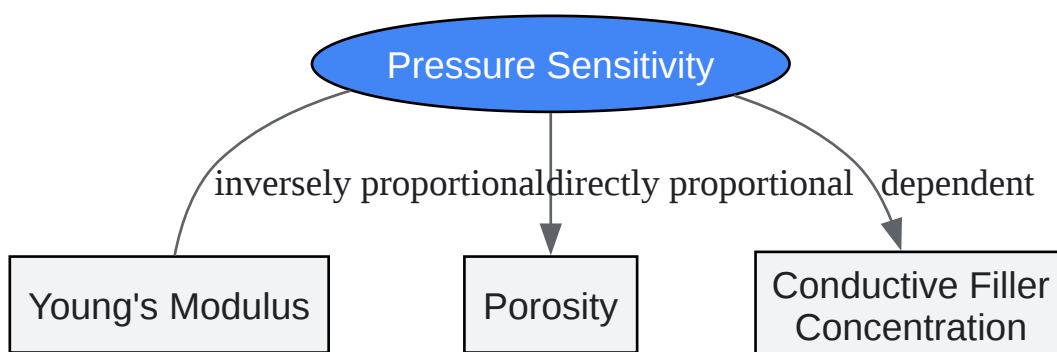 Pressure Sensitivity
inversely proportional
directly proportional
dependent
Young's Modulus
Porosity
Conductive Filler
Concentration